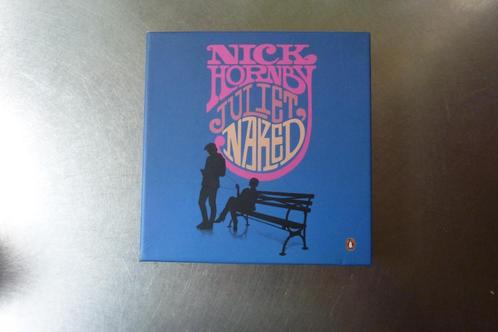 NICK
HORNBY
JULIET,
NAKED